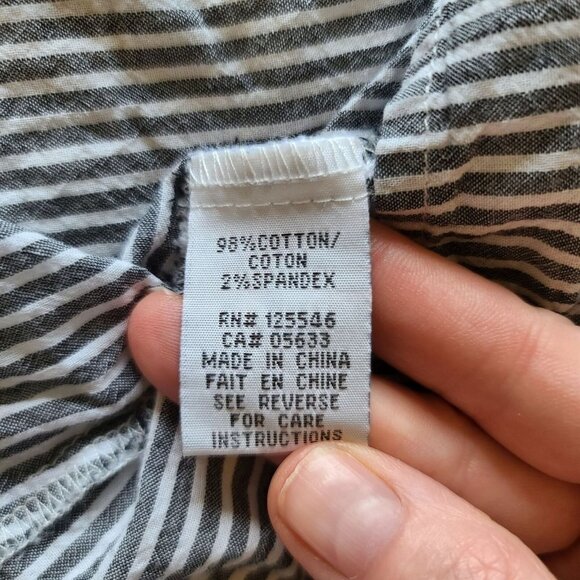 98%COTTON/
COTON
2%SPANDEX
RN# 125546
CA# 05633
MADE IN CHINA
FAIT EN CHINE
SEE REVERSE
FOR CARE
INSTRUCTIONS